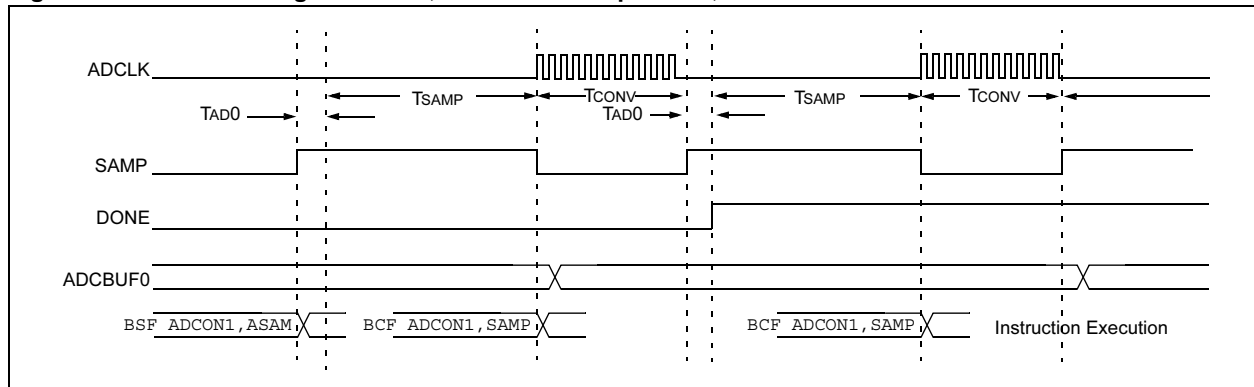 ADCLK
TSAMP
TCONV
TSAMP
TCONV
TAD0
TAD0
SAMP
DONE
ADCBUF0
BSF ADCON1,ASAM
BCF ADCON1,SAMP
BCF ADCON1,SAMP
Instruction Execution